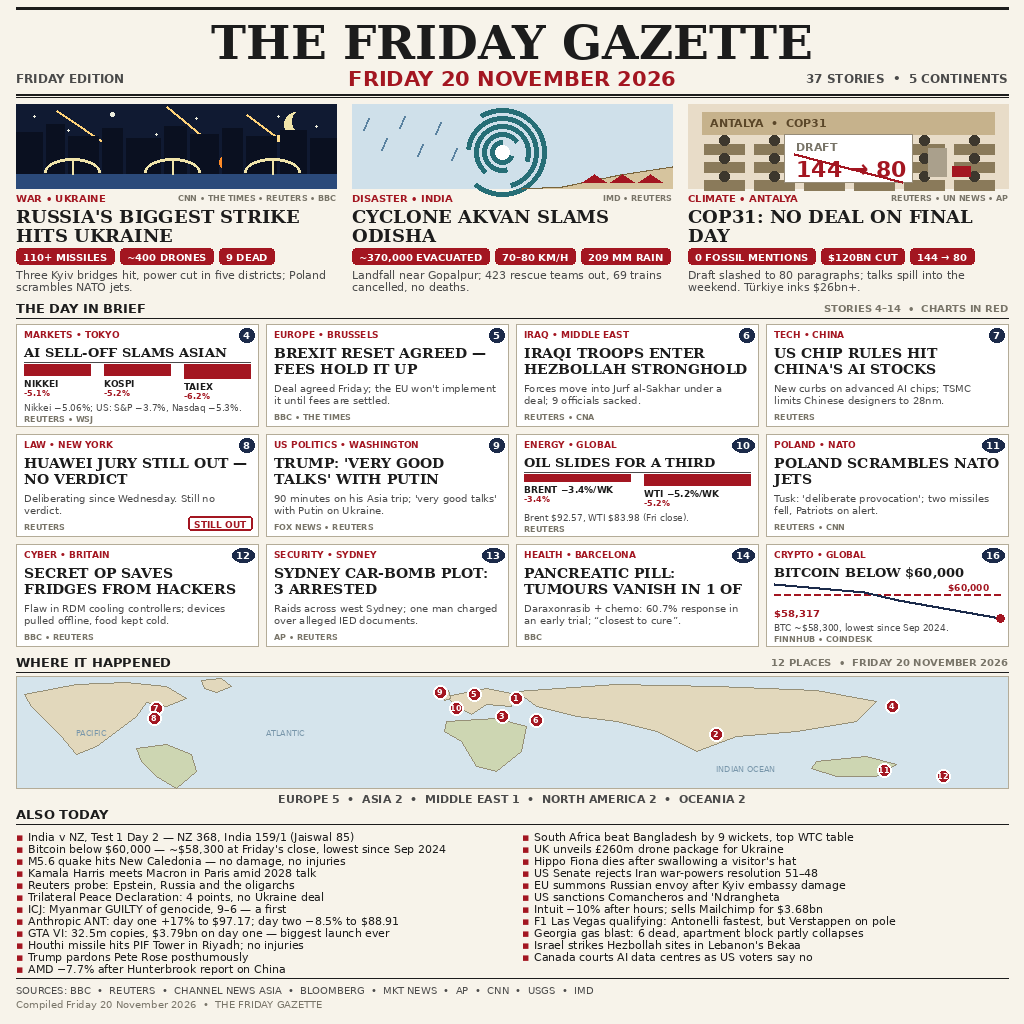 THE FRIDAY GAZETTE
FRIDAY EDITION
FRIDAY 20 NOVEMBER 2026
37 STORIES • 5 CONTINENTS
WAR • UKRAINE
CNN • THE TIMES • REUTERS • BBC
RUSSIA'S BIGGEST STRIKE
HITS UKRAINE
110+ MISSILES
~400 DRONES
9 DEAD
Three Kyiv bridges hit, power cut in five districts; Poland
scrambles NATO jets.
DISASTER • INDIA
IMD • REUTERS
CYCLONE AKVAN SLAMS
ODISHA
~370,000 EVACUATED
70–80 KM/H
209 MM RAIN
Landfall near Gopalpur; 423 rescue teams out, 69 trains
cancelled, no deaths.
ANTALYA • COP31
DRAFT
144 → 80
CLIMATE • ANTALYA
REUTERS • UN NEWS • AP
COP31: NO DEAL ON FINAL
DAY
0 FOSSIL MENTIONS
$120BN CUT
144 → 80
Draft slashed to 80 paragraphs; talks spill into the
weekend. Türkiye inks $26bn+.
THE DAY IN BRIEF
STORIES 4–14 • CHARTS IN RED
MARKETS • TOKYO
4
AI SELL-OFF SLAMS ASIAN
NIKKEI
-5.1%
KOSPI
-5.2%
TAIEX
-6.2%
Nikkei −5.06%; US: S&P −3.7%, Nasdaq −5.3%.
REUTERS • WSJ
EUROPE • BRUSSELS
5
BREXIT RESET AGREED —
FEES HOLD IT UP
Deal agreed Friday; the EU won't implement
it until fees are settled.
BBC • THE TIMES
IRAQ • MIDDLE EAST
6
IRAQI TROOPS ENTER
HEZBOLLAH STRONGHOLD
Forces move into Jurf al-Sakhar under a
deal; 9 officials sacked.
REUTERS • CNA
TECH • CHINA
7
US CHIP RULES HIT
CHINA'S AI STOCKS
New curbs on advanced AI chips; TSMC
limits Chinese designers to 28nm.
REUTERS
LAW • NEW YORK
8
HUAWEI JURY STILL OUT —
NO VERDICT
Deliberating since Wednesday. Still no
verdict.
REUTERS
STILL OUT
US POLITICS • WASHINGTON
9
TRUMP: 'VERY GOOD
TALKS' WITH PUTIN
90 minutes on his Asia trip; 'very good talks'
with Putin on Ukraine.
FOX NEWS • REUTERS
ENERGY • GLOBAL
10
OIL SLIDES FOR A THIRD
BRENT −3.4%/WK
-3.4%
WTI −5.2%/WK
-5.2%
Brent $92.57, WTI $83.98 (Fri close).
REUTERS
POLAND • NATO
11
POLAND SCRAMBLES NATO
JETS
Tusk: 'deliberate provocation'; two missiles
fell, Patriots on alert.
REUTERS • CNN
CYBER • BRITAIN
12
SECRET OP SAVES
FRIDGES FROM HACKERS
Flaw in RDM cooling controllers; devices
pulled offline, food kept cold.
BBC • REUTERS
SECURITY • SYDNEY
13
SYDNEY CAR-BOMB PLOT:
3 ARRESTED
Raids across west Sydney; one man charged
over alleged IED documents.
AP • REUTERS
HEALTH • BARCELONA
14
PANCREATIC PILL:
TUMOURS VANISH IN 1 OF
Daraxonrasib + chemo: 60.7% response in
an early trial; “closest to cure”.
BBC
CRYPTO • GLOBAL
16
BITCOIN BELOW $60,000
$60,000
$58,317
BTC ~$58,300, lowest since Sep 2024.
FINNHUB • COINDESK
WHERE IT HAPPENED
12 PLACES • FRIDAY 20 NOVEMBER 2026
9
5
1
7
10
4
8
3
6
2
PACIFIC
ATLANTIC
INDIAN OCEAN
11
12
EUROPE 5 • ASIA 2 • MIDDLE EAST 1 • NORTH AMERICA 2 • OCEANIA 2
ALSO TODAY
▪ India v NZ, Test 1 Day 2 — NZ 368, India 159/1 (Jaiswal 85)
▪ Bitcoin below $60,000 — ~$58,300 at Friday's close, lowest since Sep 2024
▪ M5.6 quake hits New Caledonia — no damage, no injuries
▪ Kamala Harris meets Macron in Paris amid 2028 talk
▪ Reuters probe: Epstein, Russia and the oligarchs
▪ Trilateral Peace Declaration: 4 points, no Ukraine deal
▪ ICJ: Myanmar GUILTY of genocide, 9–6 — a first
▪ Anthropic ANT: day one +17% to $97.17; day two −8.5% to $88.91
▪ GTA VI: 32.5m copies, $3.79bn on day one — biggest launch ever
▪ Houthi missile hits PIF Tower in Riyadh; no injuries
▪ Trump pardons Pete Rose posthumously
▪ AMD −7.7% after Hunterbrook report on China
▪ South Africa beat Bangladesh by 9 wickets, top WTC table
▪ UK unveils £260m drone package for Ukraine
▪ Hippo Fiona dies after swallowing a visitor's hat
▪ US Senate rejects Iran war-powers resolution 51–48
▪ EU summons Russian envoy after Kyiv embassy damage
▪ US sanctions Comancheros and 'Ndrangheta
▪ Intuit −10% after hours; sells Mailchimp for $3.68bn
▪ F1 Las Vegas qualifying: Antonelli fastest, but Verstappen on pole
▪ Georgia gas blast: 6 dead, apartment block partly collapses
▪ Israel strikes Hezbollah sites in Lebanon's Bekaa
▪ Canada courts AI data centres as US voters say no
SOURCES: BBC • REUTERS • CHANNEL NEWS ASIA • BLOOMBERG • MKT NEWS • AP • CNN • USGS • IMD
Compiled Friday 20 November 2026 • THE FRIDAY GAZETTE